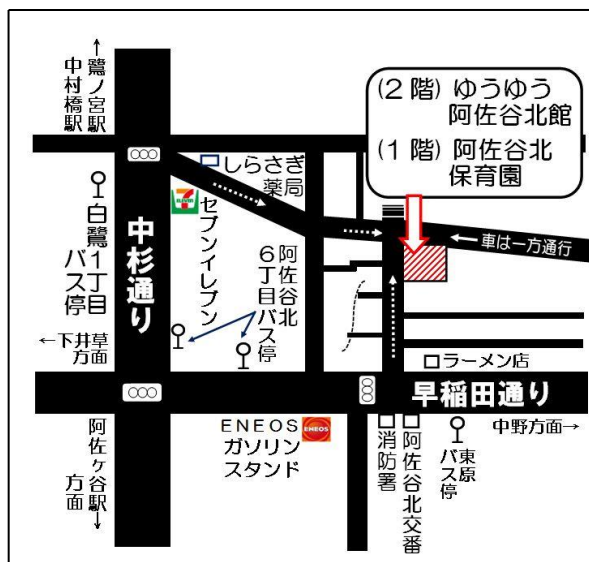 ↑鷺ノ宮駅
中村橋駅
(2階) ゆうゆう
阿佐谷北館
(1階) 阿佐谷北
保育園
しらさぎ
薬局
7
ELEVEN
セブンイレブン
白鷺1丁目
バス停
中杉通り
阿佐谷北
6丁目バス停
←車は一方通行
←下井草
方面
ラーメン店
早稲田通り
中野方面→
ENEOS
ガソリン
スタンド
ENEOS
消防署
阿佐谷北交番
東原
バス停
阿佐ヶ谷駅↓
方面